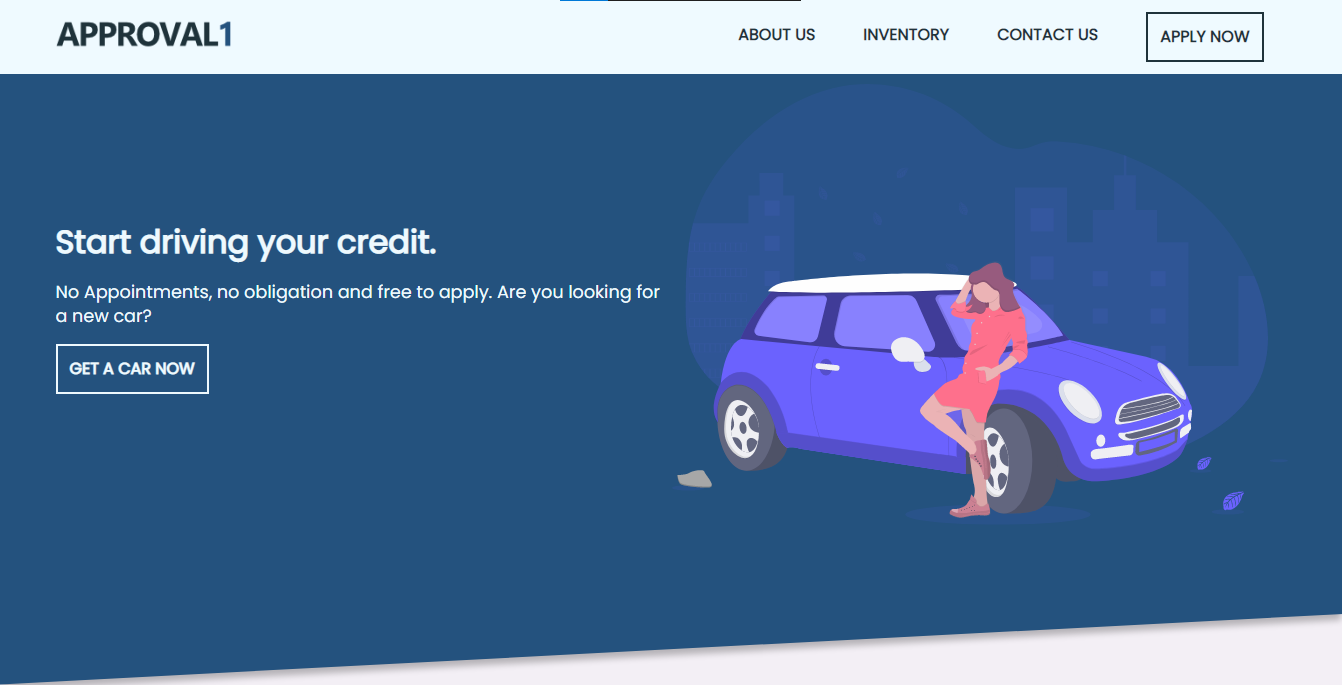 APPROVAL1
ABOUT US
INVENTORY
CONTACT US
APPLY NOW
Start driving your credit.
No Appointments, no obligation and free to apply. Are you looking for
a new car?
GET A CAR NOW